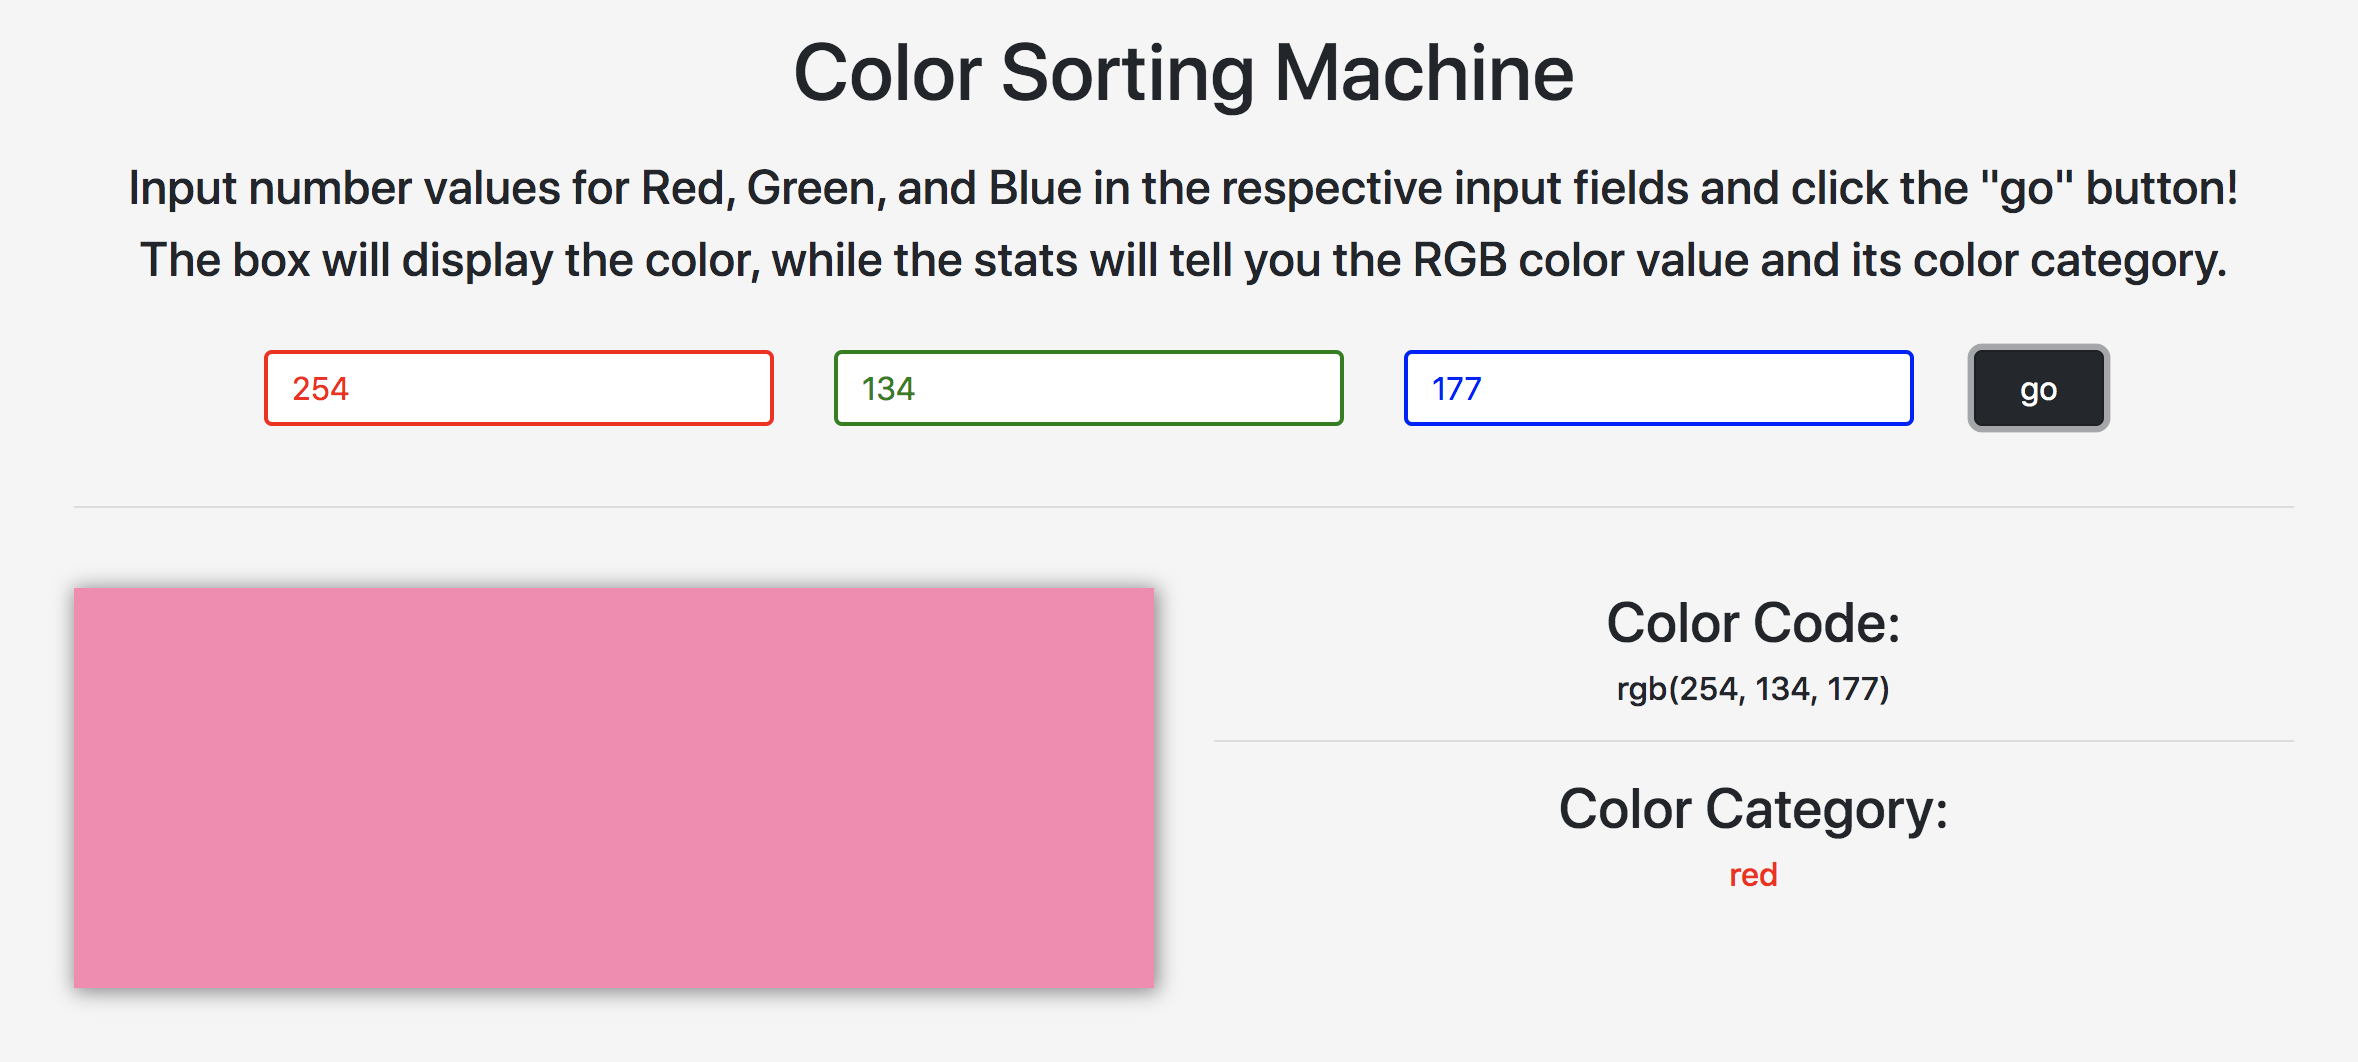 Color Sorting Machine
Input number values for Red, Green, and Blue in the respective input fields and click the "go" button!
The box will display the color, while the stats will tell you the RGB color value and its color category.
254 134 177 go
Color Code:
rgb(254, 134, 177)
Color Category:
red